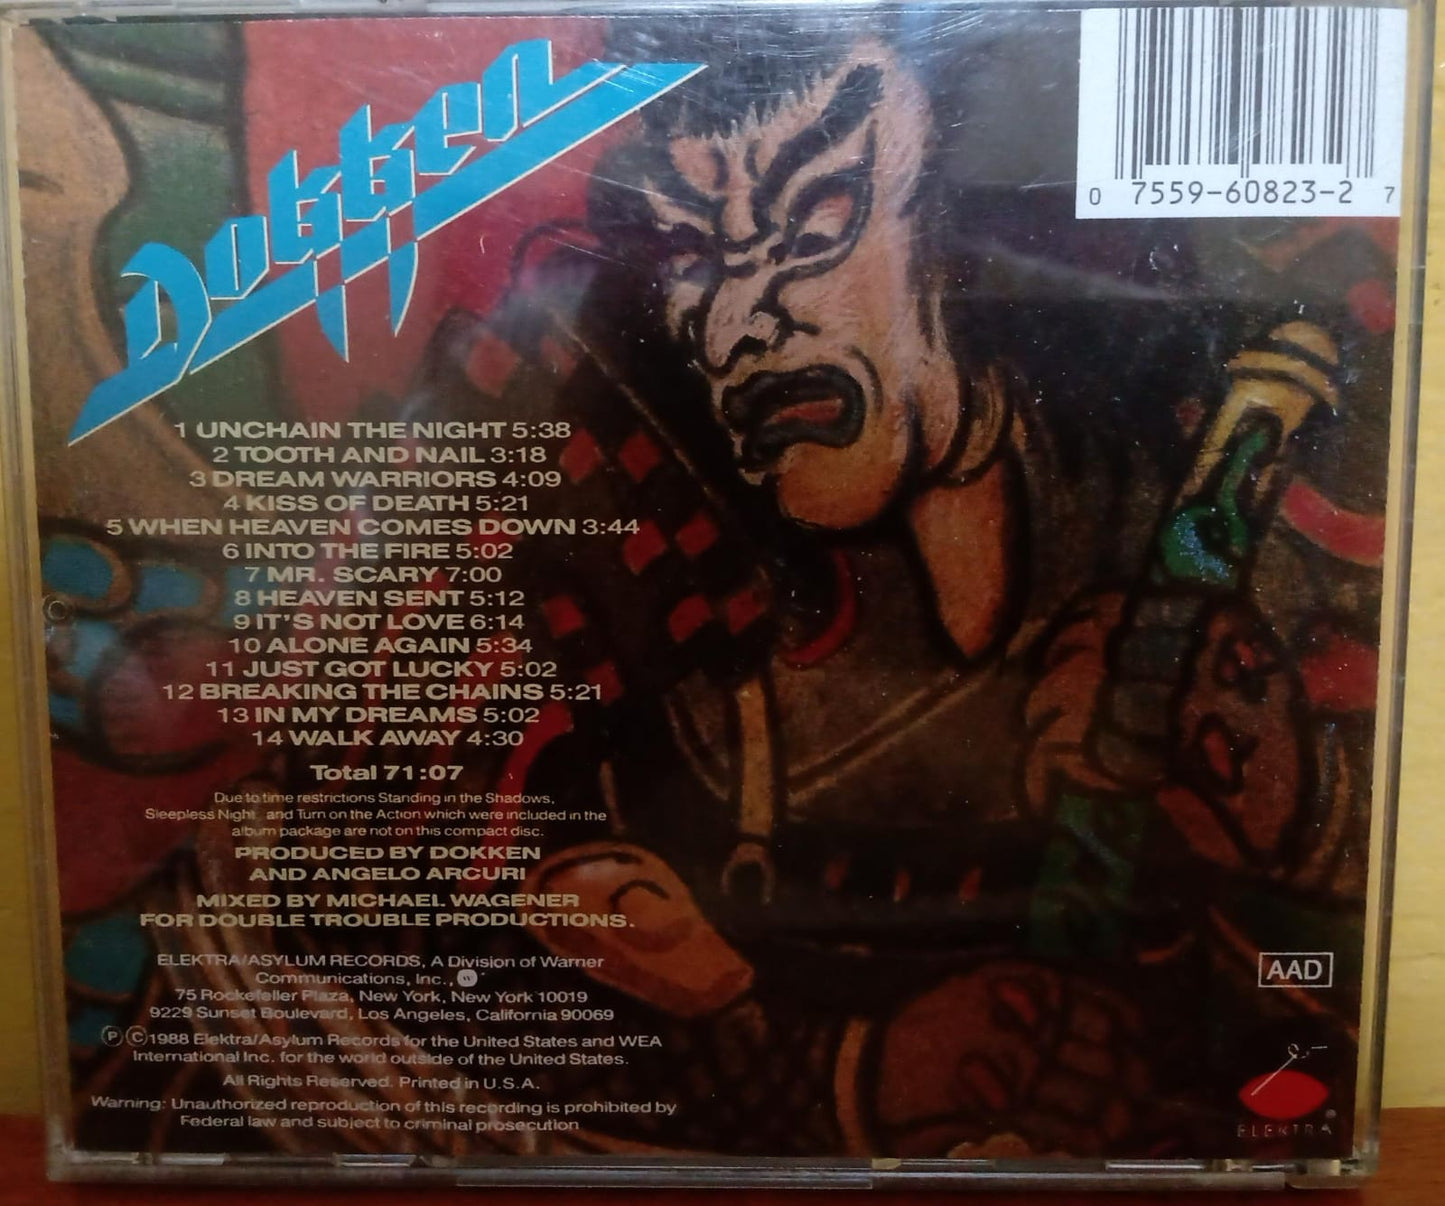 Dokken
0 7559-60823-2 7
1 UNCHAIN THE NIGHT 5:38
2 TOOTH AND NAIL 3:18
3 DREAM WARRIORS 4:09
4 KISS OF DEATH 5:21
5 WHEN HEAVEN COMES DOWN 3:44
6 INTO THE FIRE 5:02
7 MR. SCARY 7:00
8 HEAVEN SENT 5:12
9 IT'S NOT LOVE 6:14
10 ALONE AGAIN 5:34
11 JUST GOT LUCKY 5:02
12 BREAKING THE CHAINS 5:21
13 IN MY DREAMS 5:02
14 WALK AWAY 4:30
Total 71:07
Due to time restrictions Standing in the Shadows,
Sleepless Night and Turn on the Action which were included in the
album package are not on this compact disc.
PRODUCED BY DOKKEN
AND ANGELO ARCURI
MIXED BY MICHAEL WAGENER
FOR DOUBLE TROUBLE PRODUCTIONS.
ELEKTRA/ASYLUM RECORDS, A Division of Warner
Communications, Inc.,
75 Rockefeller Plaza, New York, New York 10019
9229 Sunset Boulevard, Los Angeles, California 90069
℗ © 1988 Elektra/Asylum Records for the United States and WEA
International Inc. for the world outside of the United States.
All Rights Reserved. Printed in U.S.A.
Warning: Unauthorized reproduction of this recording is prohibited by
Federal law and subject to criminal prosecution
AAD
ELEKTRA®